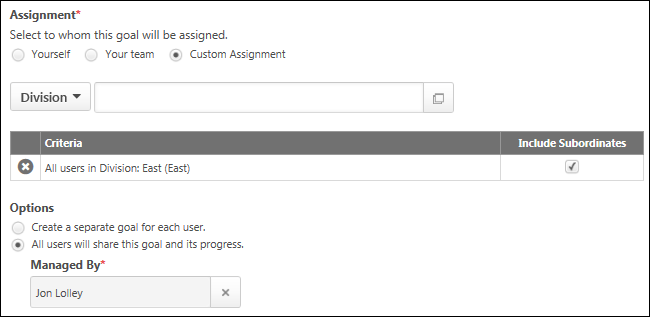 Assignment*
Select to whom this goal will be assigned.
Yourself Your team Custom Assignment
Division
Criteria Include Subordinates
All users in Division: East (East)
Options
Create a separate goal for each user.
All users will share this goal and its progress.
Managed By*
Jon Lolley